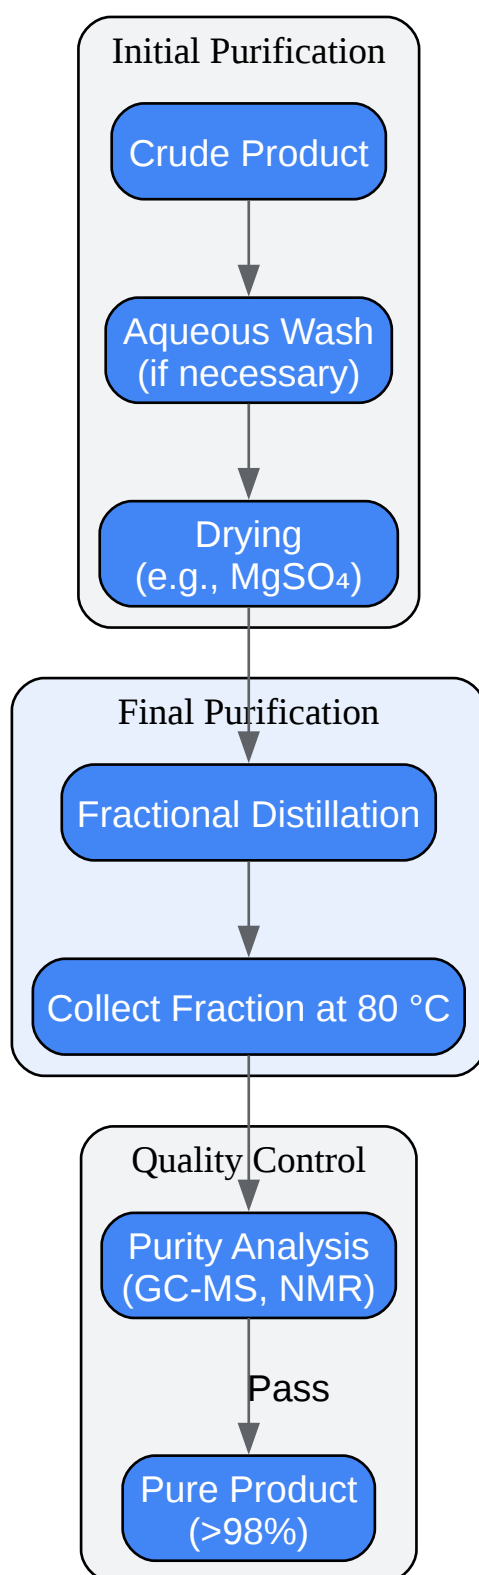 Initial Purification
Crude Product
Aqueous Wash
(if necessary)
Drying
(e.g., MgSO₄)
Final Purification
Fractional Distillation
Collect Fraction at 80 °C
Quality Control
Purity Analysis
(GC-MS, NMR)
Pass
Pure Product
(>98%)